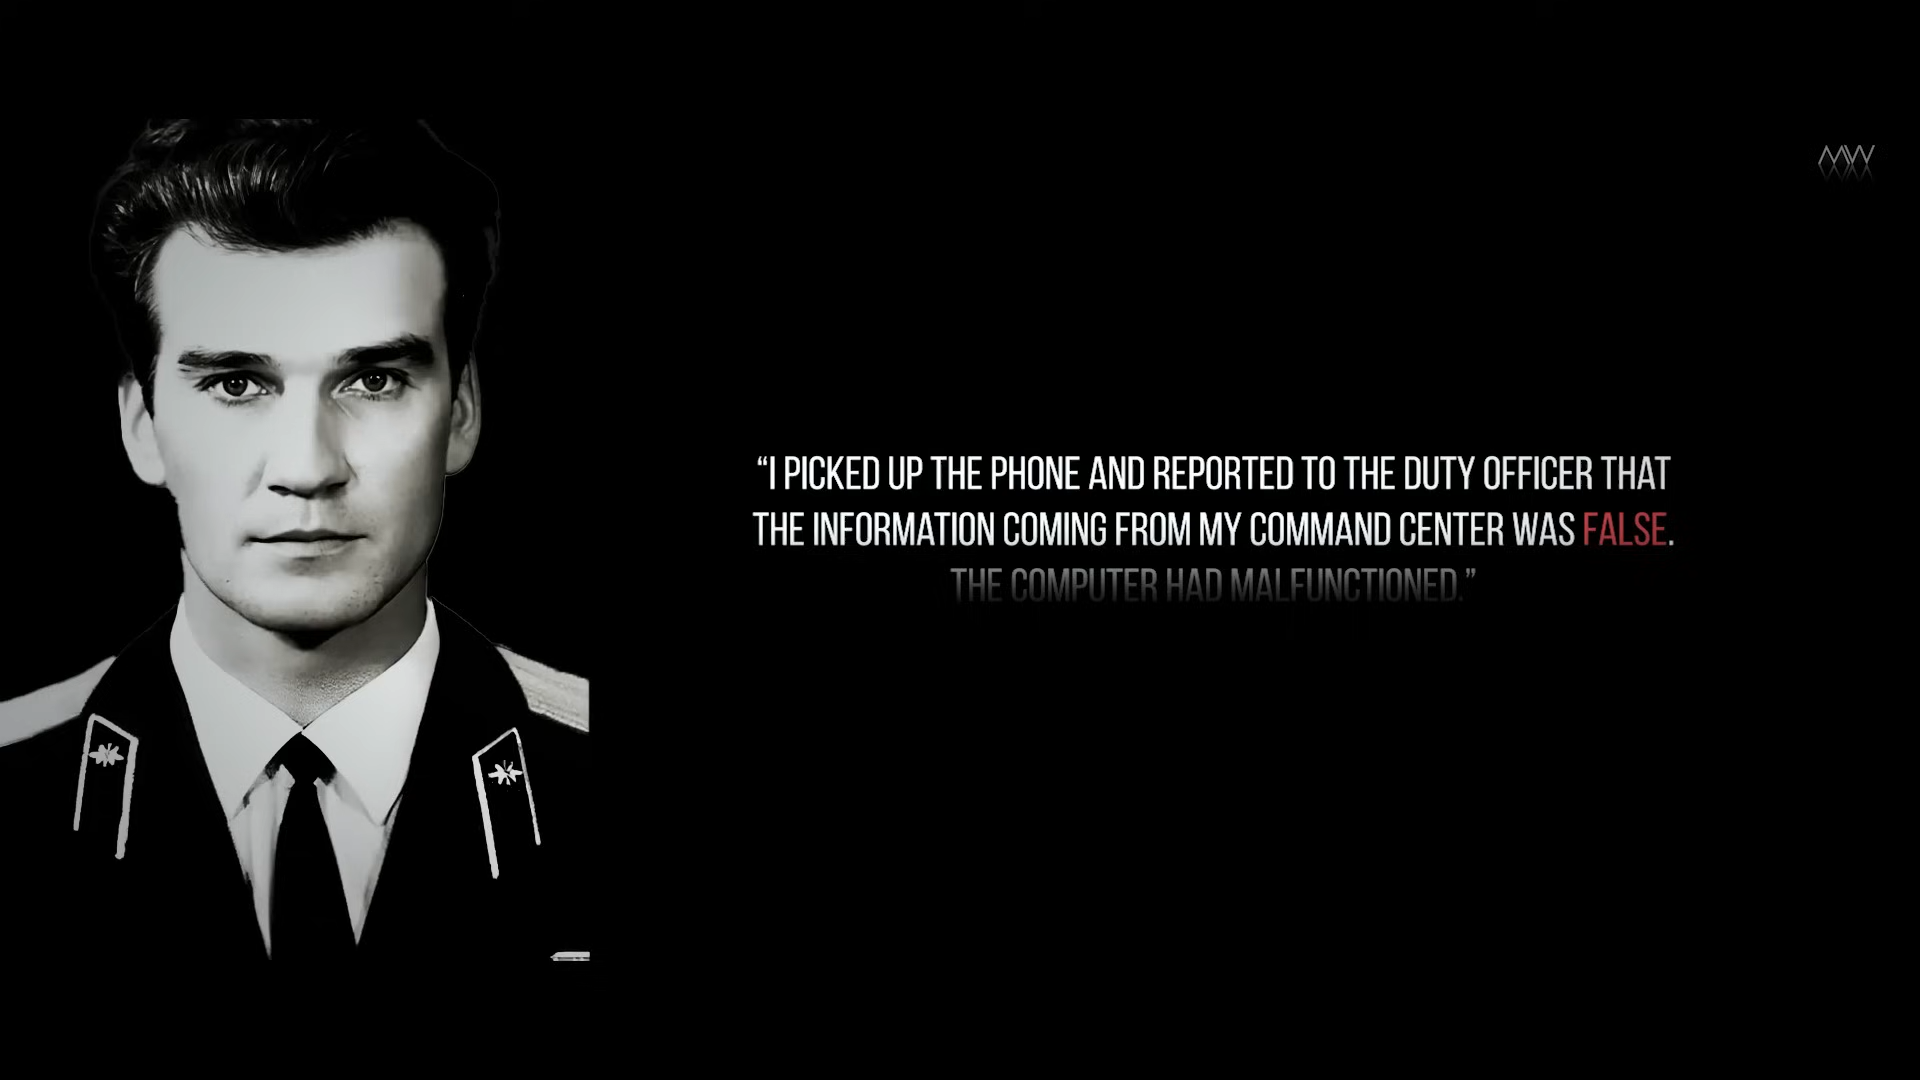 MW
“I PICKED UP THE PHONE AND REPORTED TO THE DUTY OFFICER THAT
THE INFORMATION COMING FROM MY COMMAND CENTER WAS FALSE.
THE COMPUTER HAD MALFUNCTIONED.”